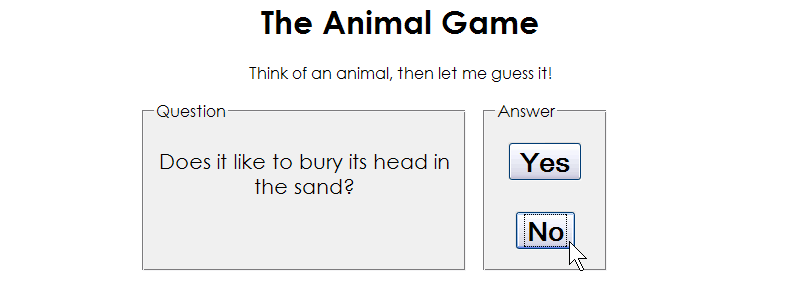 The Animal Game
Think of an animal, then let me guess it!
Question
Does it like to bury its head in
the sand?
Answer
Yes
No